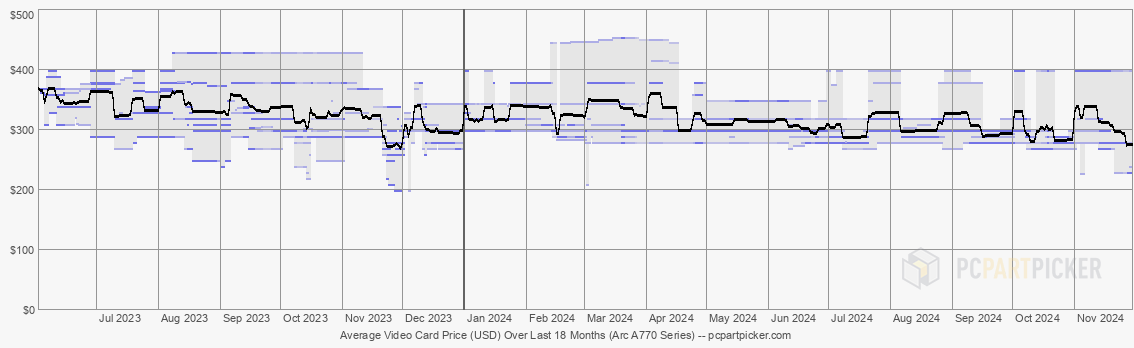 $500
$400
$300
$200
$100
$0
Jul 2023 Aug 2023 Sep 2023 Oct 2023 Nov 2023 Dec 2023 Jan 2024 Feb 2024 Mar 2024 Apr 2024 May 2024 Jun 2024 Jul 2024 Aug 2024 Sep 2024 Oct 2024 Nov 2024
Average Video Card Price (USD) Over Last 18 Months (Arc A770 Series) -- pcpartpicker.com
PCPARTPICKER